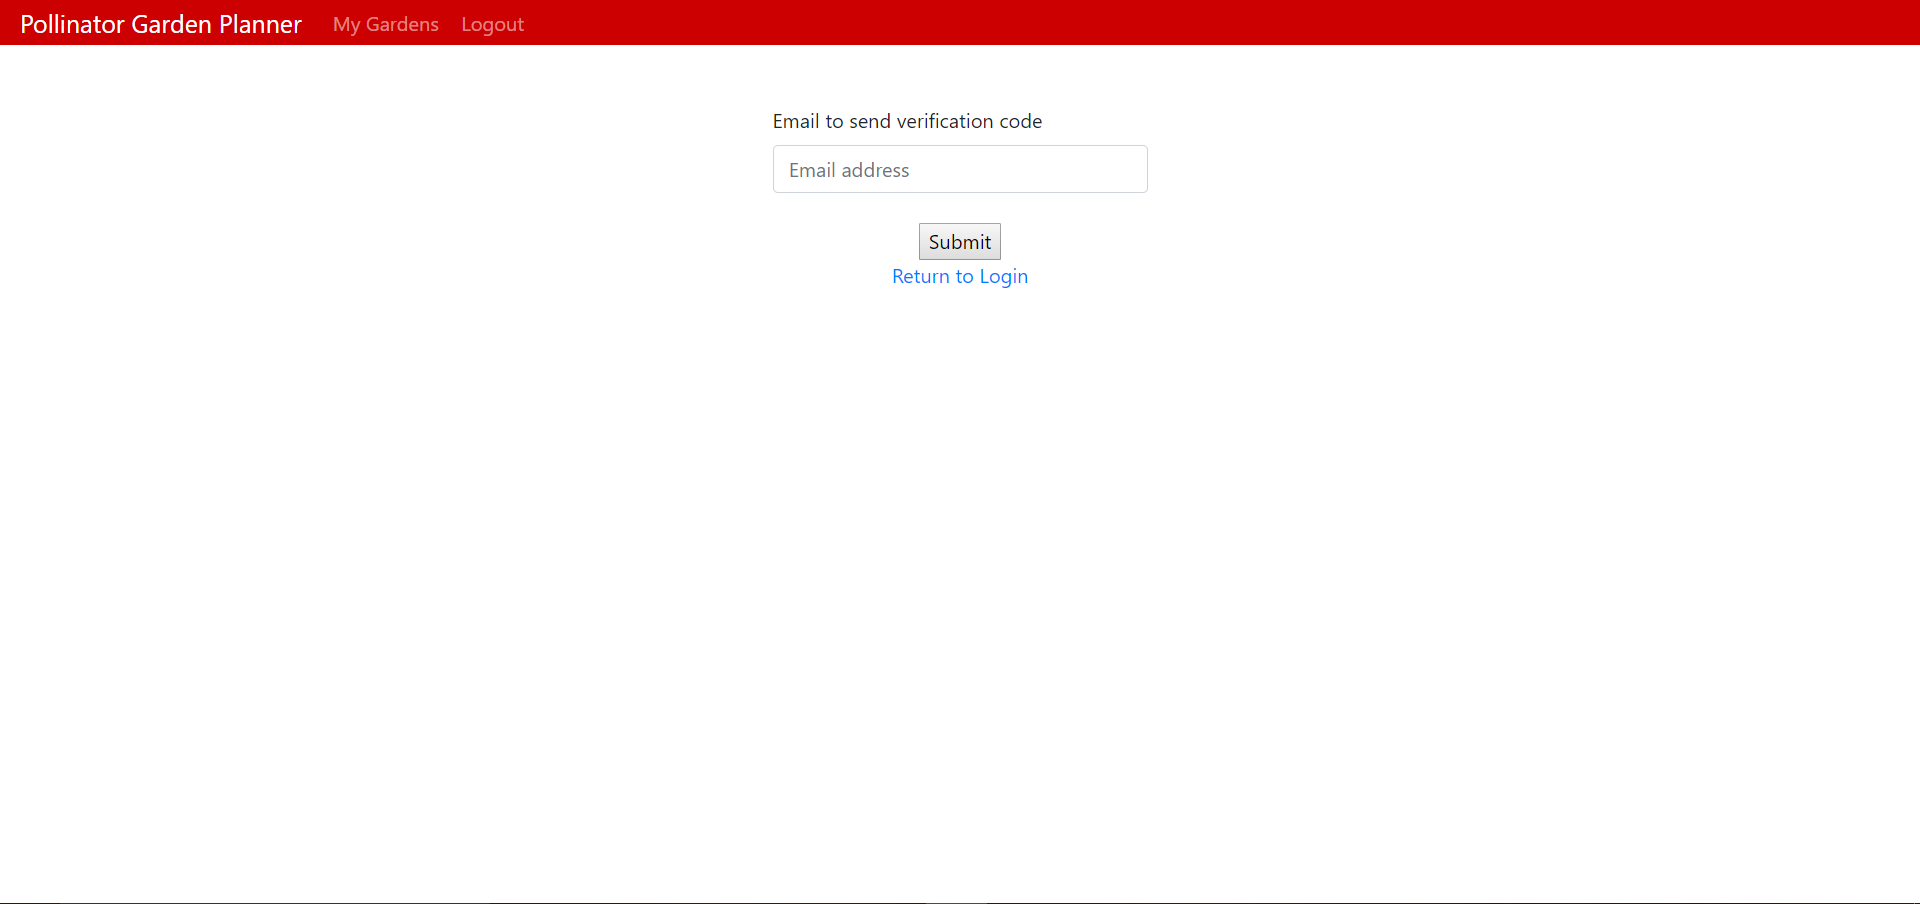 Pollinator Garden Planner My Gardens Logout
Email to send verification code
Email address
Submit
Return to Login